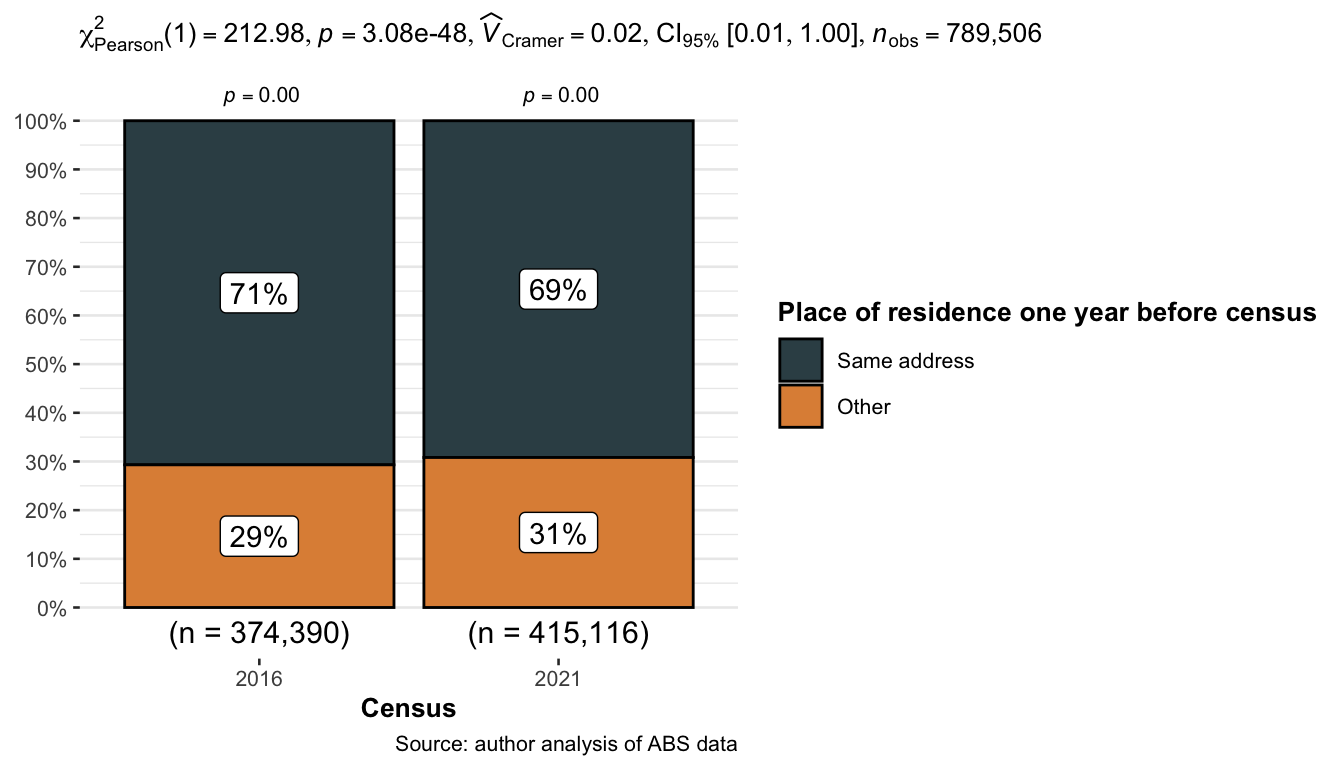 χ²Pearson(1) = 212.98, p = 3.08e-48, V̂Cramer = 0.02, CI95% [0.01, 1.00], nobs = 789,506
p = 0.00
p = 0.00
100%
90%
80%
70%
60%
50%
40%
30%
20%
10%
0%
71%
69%
29%
31%
(n = 374,390)
(n = 415,116)
2016
2021
Census
Source: author analysis of ABS data
Place of residence one year before census
Same address
Other